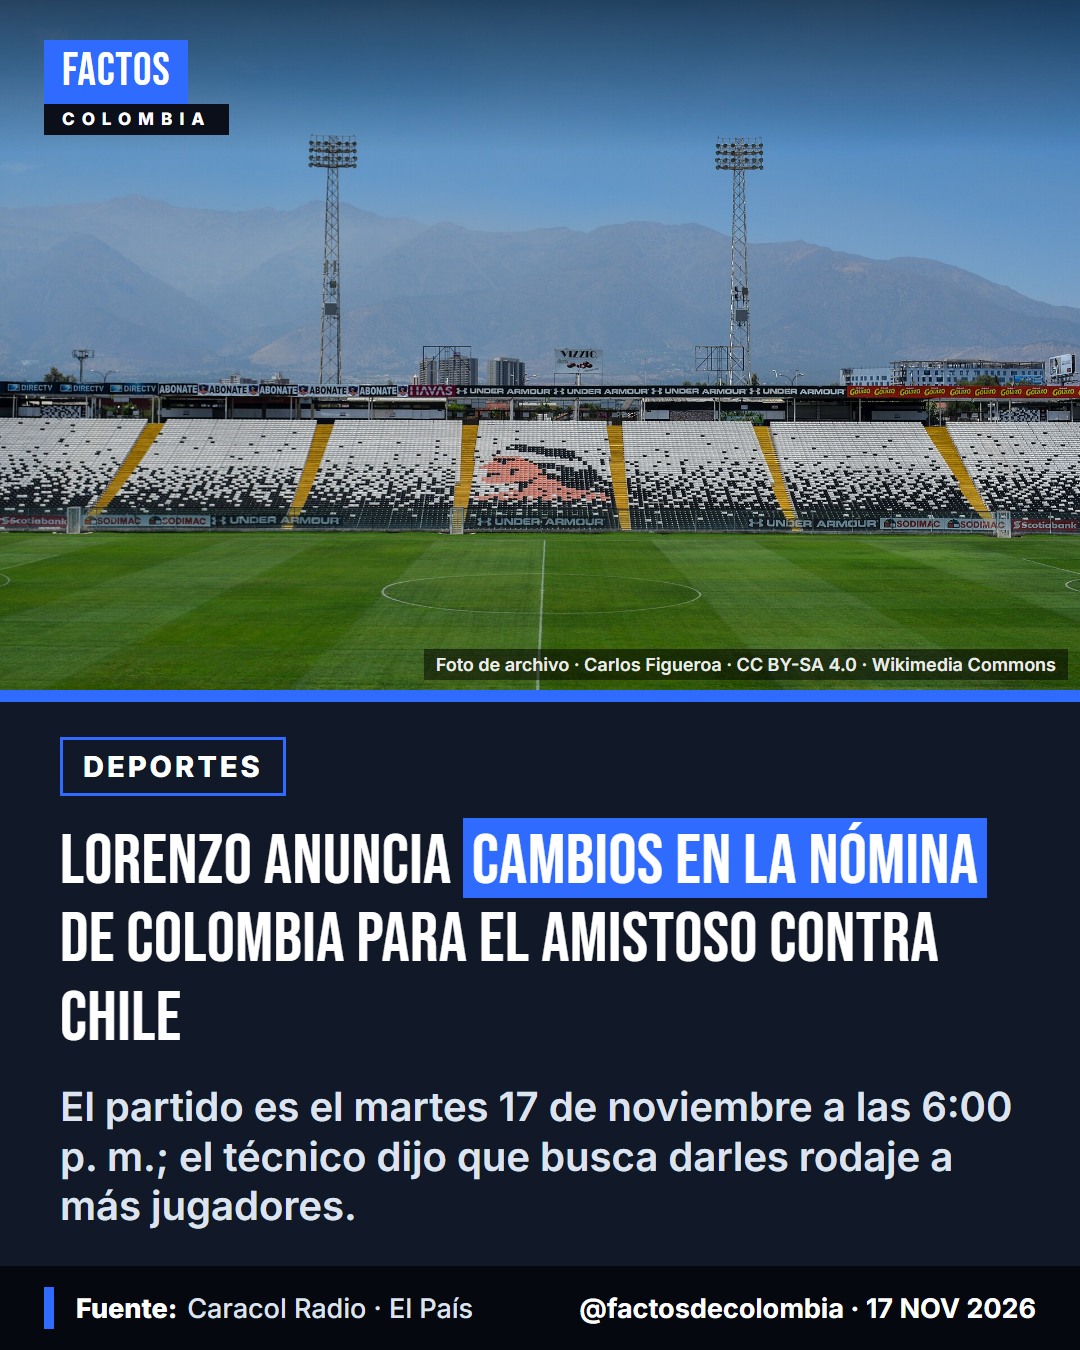 FACTOS
COLOMBIA
VIZZIO
DIRECTV DIRECTV ABONATE ABONATE ABONATE ABONATE ABONATE HAVAS UNDER ARMOUR UNDER ARMOUR UNDER ARMOUR UNDER ARMOUR
Scotiabank SODIMAC SODIMAC UNDER ARMOUR UNDER ARMOUR UNDER ARMOUR SODIMAC SODIMAC Scotiabank
Foto de archivo · Carlos Figueroa · CC BY-SA 4.0 · Wikimedia Commons
DEPORTES
LORENZO ANUNCIA CAMBIOS EN LA NÓMINA
DE COLOMBIA PARA EL AMISTOSO CONTRA
CHILE
El partido es el martes 17 de noviembre a las 6:00
p. m.; el técnico dijo que busca darles rodaje a
más jugadores.
Fuente: Caracol Radio · El País
@factosdecolombia · 17 NOV 2026